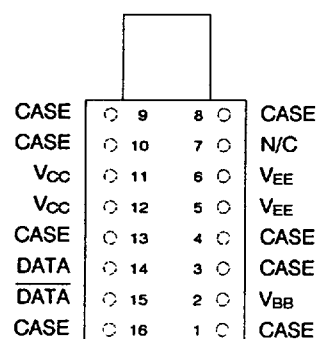 CASE 9 8 CASE
CASE 10 7 N/C
VCC 11 6 VEE
VCC 12 5 VEE
CASE 13 4 CASE
DATA 14 3 CASE
D̅A̅T̅A̅ 15 2 VBB
CASE 16 1 CASE